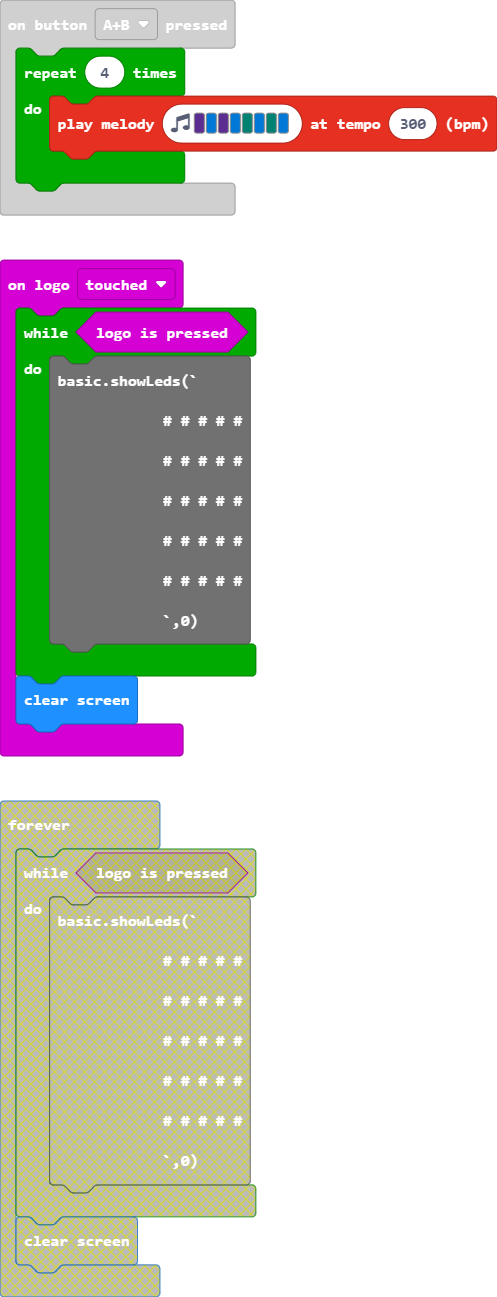 on button A+B pressed
repeat 4 times
do
play melody at tempo 300 (bpm)
on logo touched
while logo is pressed
do
basic.showLeds(`
# # # # #
# # # # #
# # # # #
# # # # #
# # # # #
`,0)
clear screen
forever
while logo is pressed
do
basic.showLeds(`
# # # # #
# # # # #
# # # # #
# # # # #
# # # # #
`,0)
clear screen